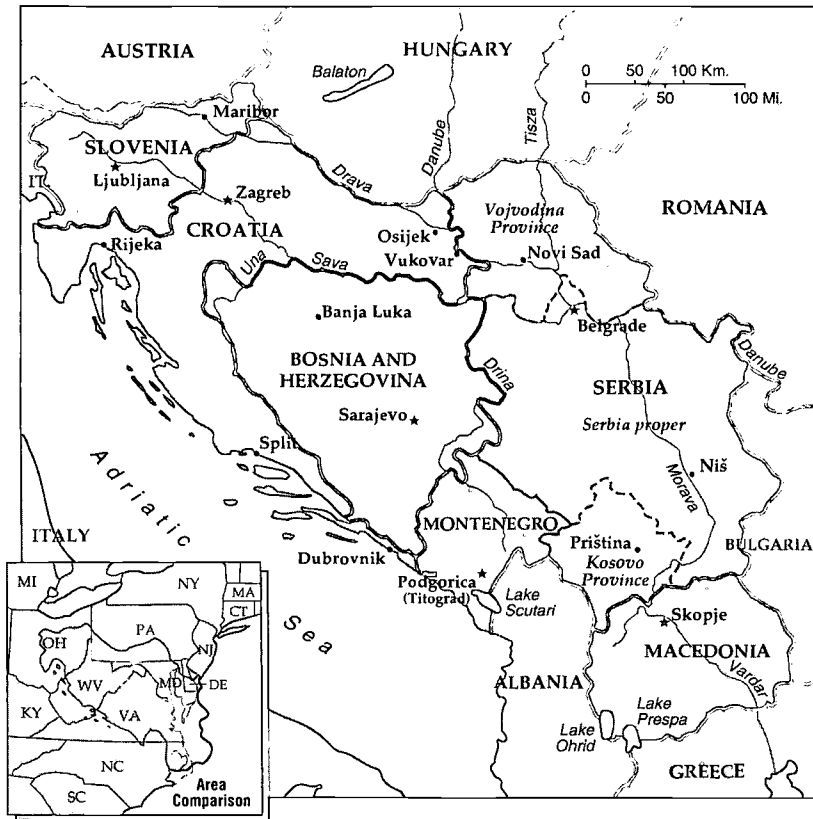 AUSTRIA
HUNGARY
Balaton
0 50 100 Km.
0 50 100 Mi.
Maribor
Danube
Tisza
SLOVENIA
Ljubljana
IT.
Drava
Zagreb
CROATIA
Vojvodina
Province
ROMANIA
Rijeka
Osijek
Vukovar
Novi Sad
Una
Sava
Banja Luka
Belgrade
BOSNIA AND
HERZEGOVINA
Drina
Danube
SERBIA
Sarajevo
Serbia proper
Split
Niš
Morava
Adriatic
Sea
ITALY
MONTENEGRO
Priština
Kosovo
Province
BULGARIA
Dubrovnik
Podgorica
(Titograd)
Lake
Scutari
Skopje
MACEDONIA
Vardar
ALBANIA
Lake
Ohrid
Lake
Prespa
GREECE
MI
NY
MA
CT
PA
NJ
OH
WV
MD
DE
KY
VA
NC
SC
Area
Comparison